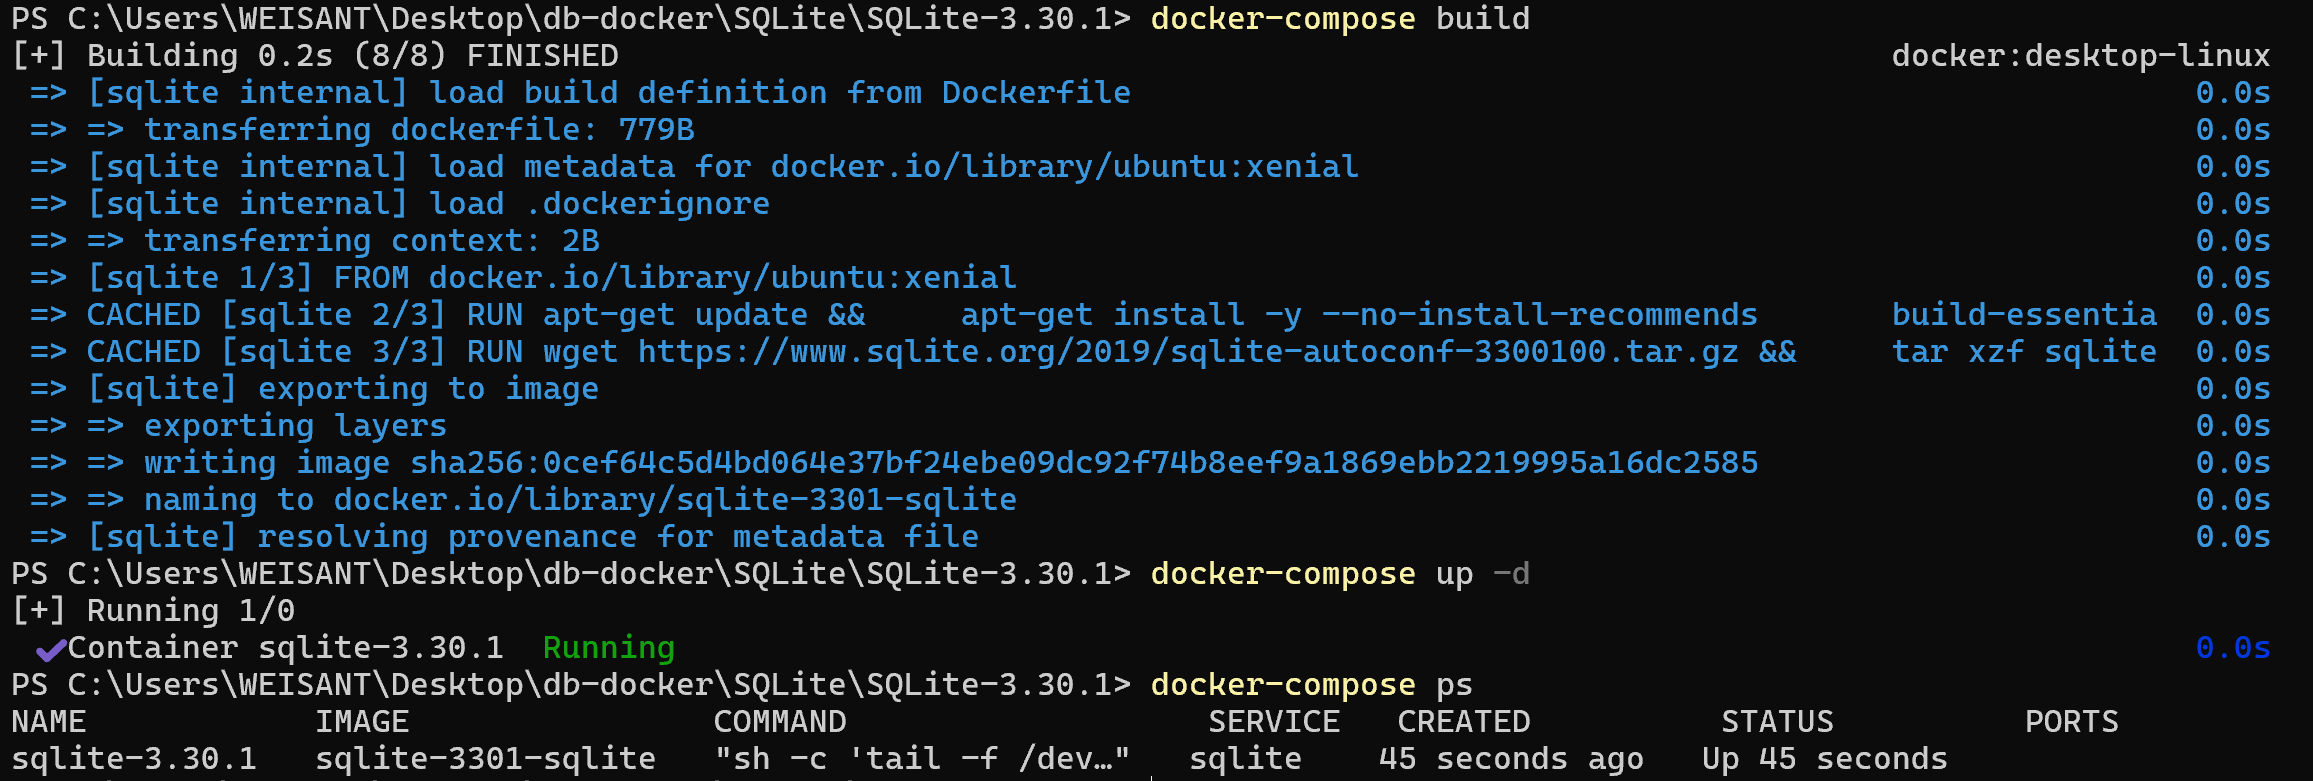 PS C:\Users\WEISANT\Desktop\db-docker\SQLite\SQLite-3.30.1> docker-compose build
[+] Building 0.2s (8/8) FINISHED docker:desktop-linux
=> [sqlite internal] load build definition from Dockerfile 0.0s
=> => transferring dockerfile: 779B 0.0s
=> [sqlite internal] load metadata for docker.io/library/ubuntu:xenial 0.0s
=> [sqlite internal] load .dockerignore 0.0s
=> => transferring context: 2B 0.0s
=> [sqlite 1/3] FROM docker.io/library/ubuntu:xenial 0.0s
=> CACHED [sqlite 2/3] RUN apt-get update && apt-get install -y --no-install-recommends build-essentia 0.0s
=> CACHED [sqlite 3/3] RUN wget https://www.sqlite.org/2019/sqlite-autoconf-3300100.tar.gz && tar xzf sqlite 0.0s
=> [sqlite] exporting to image 0.0s
=> => exporting layers 0.0s
=> => writing image sha256:0cef64c5d4bd064e37bf24ebe09dc92f74b8eef9a1869ebb2219995a16dc2585 0.0s
=> => naming to docker.io/library/sqlite-3301-sqlite 0.0s
=> [sqlite] resolving provenance for metadata file 0.0s
PS C:\Users\WEISANT\Desktop\db-docker\SQLite\SQLite-3.30.1> docker-compose up -d
[+] Running 1/0
✔Container sqlite-3.30.1 Running 0.0s
PS C:\Users\WEISANT\Desktop\db-docker\SQLite\SQLite-3.30.1> docker-compose ps
NAME IMAGE COMMAND SERVICE CREATED STATUS PORTS
sqlite-3.30.1 sqlite-3301-sqlite "sh -c 'tail -f /dev…" sqlite 45 seconds ago Up 45 seconds